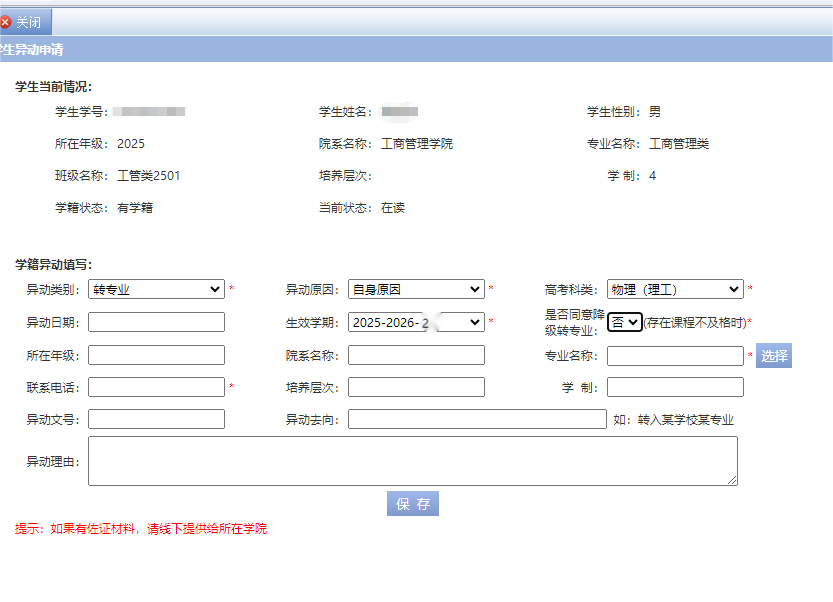 关闭
学生异动申请
学生当前情况：
学生学号： 学生姓名： 学生性别： 男
所在年级： 2025 院系名称： 工商管理学院 专业名称： 工商管理类
班级名称： 工管类2501 培养层次： 学 制： 4
学籍状态： 有学籍 当前状态： 在读
学籍异动填写：
异动类别： 转专业 * 异动原因： 自身原因 * 高考科类： 物理（理工） *
异动日期： 生效学期： 2025-2026-2 * 是否同意降级转专业： 否 (存在课程不及格时)*
所在年级： 院系名称： 专业名称： * 选择
联系电话： * 培养层次： 学 制：
异动文号： 异动去向： 如：转入某学校某专业
异动理由：
保 存
提示：如果有佐证材料，请线下提供给所在学院